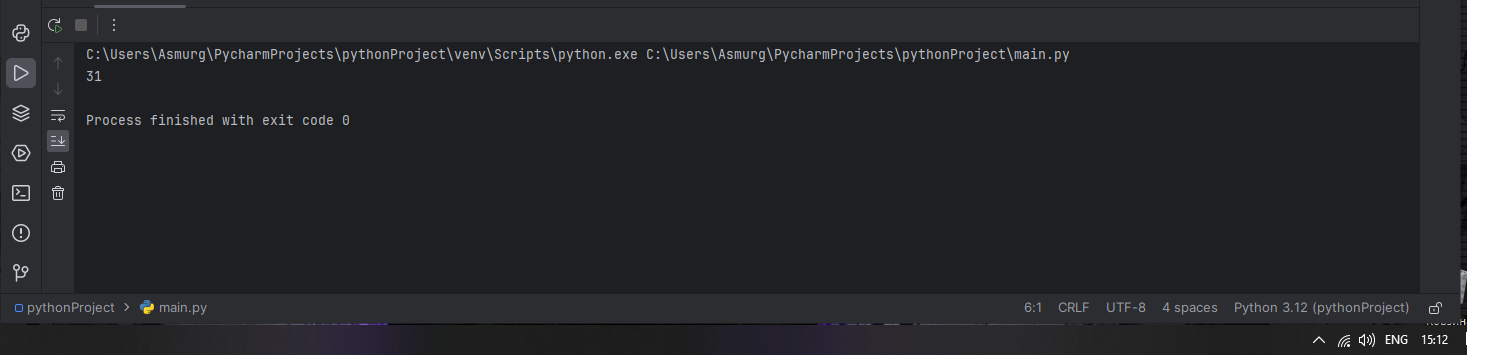 C:\Users\Asmurg\PycharmProjects\pythonProject\venv\Scripts\python.exe C:\Users\Asmurg\PycharmProjects\pythonProject\main.py
31
Process finished with exit code 0
pythonProject > main.py 6:1 CRLF UTF-8 4 spaces Python 3.12 (pythonProject)
ENG 15:12